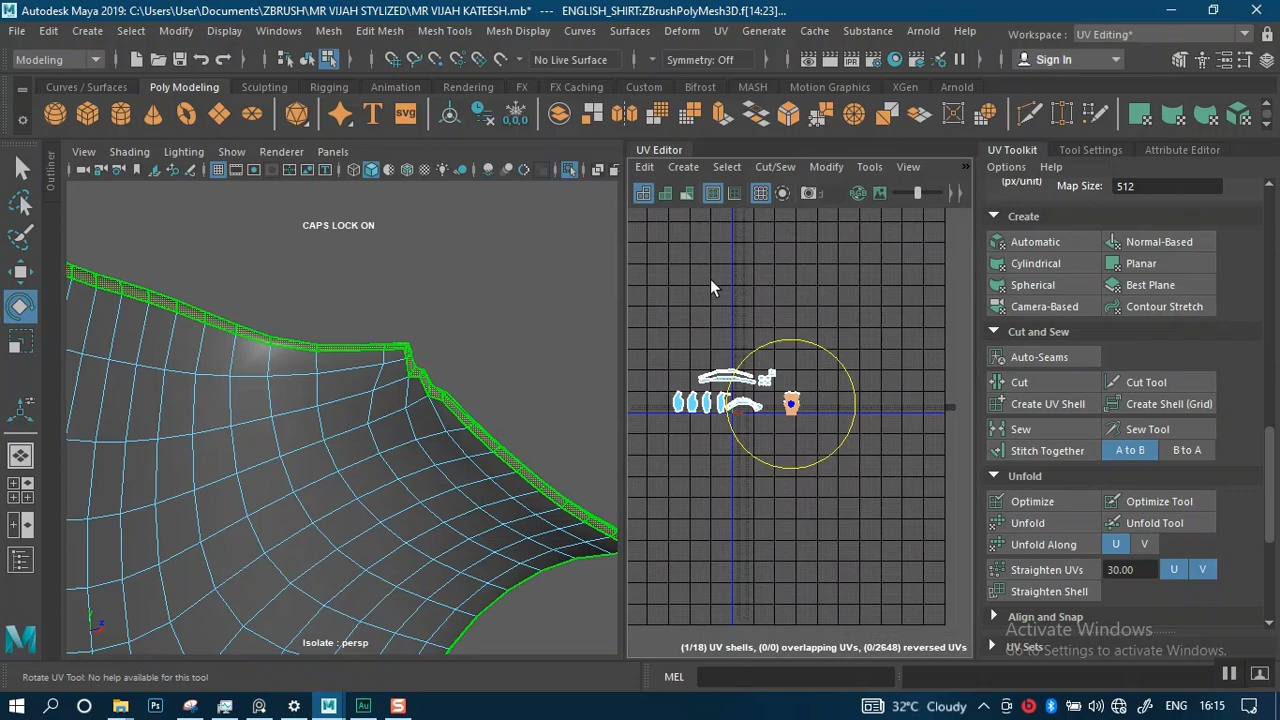 Autodesk Maya 2019: C:\Users\User\Documents\ZBRUSH\MR VIJAH STYLIZED\MR VIJAH KATEESH.mb* --- ENGLISH_SHIRT:ZBrushPolyMesh3D.f[14:23]...
File Edit Create Select Modify Display Windows Mesh Edit Mesh Mesh Tools Mesh Display Curves Surfaces Deform UV Generate Cache Substance Arnold Help Workspace : UV Editing*
Modeling No Live Surface Symmetry: Off Sign In
Curves / Surfaces Poly Modeling Sculpting Rigging Animation Rendering FX FX Caching Custom Bifrost MASH Motion Graphics XGen Arnold
T svg 0,0,0
Outliner
View Shading Lighting Show Renderer Panels
UV Editor
Edit Create Select Cut/Sew Modify Tools View »
UV Toolkit Tool Settings Attribute Editor
Options Help
(px/unit) Map Size: 512
Create
Automatic Normal-Based
Cylindrical Planar
Spherical Best Plane
Camera-Based Contour Stretch
Cut and Sew
Auto-Seams
Cut Cut Tool
Create UV Shell Create Shell (Grid)
Sew Sew Tool
Stitch Together A to B B to A
Unfold
Optimize Optimize Tool
Unfold Unfold Tool
Unfold Along U V
Straighten UVs 30.00 U V
Straighten Shell
Align and Snap
UV Sets
Activate Windows
Go to Settings to activate Windows.
CAPS LOCK ON
Isolate : persp
(1/18) UV shells, (0/0) overlapping UVs, (0/2648) reversed UVs
Rotate UV Tool: No help available for this tool
MEL
Ps Au S
32°C Cloudy ENG 16:15